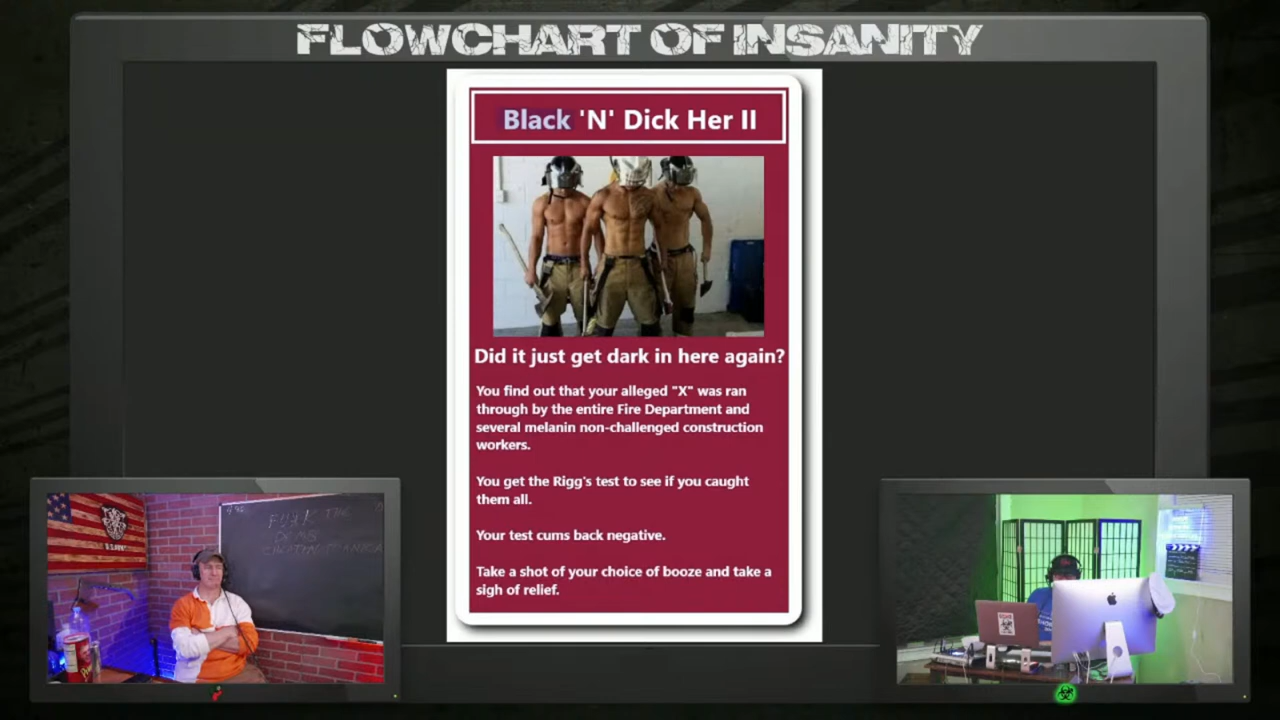 FLOWCHART OF INSANITY
Black 'N' Dick Her II
Did it just get dark in here again?
You find out that your alleged "X" was ran
through by the entire Fire Department and
several melanin non-challenged construction
workers.
You get the Rigg's test to see if you caught
them all.
Your test cums back negative.
Take a shot of your choice of booze and take a
sigh of relief.
U.S. ARMY